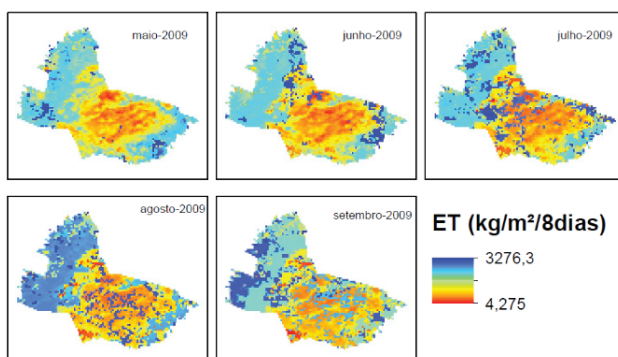 maio-2009
junho-2009
julho-2009
agosto-2009
setembro-2009
ET (kg/m²/8dias)
3276,3
4,275